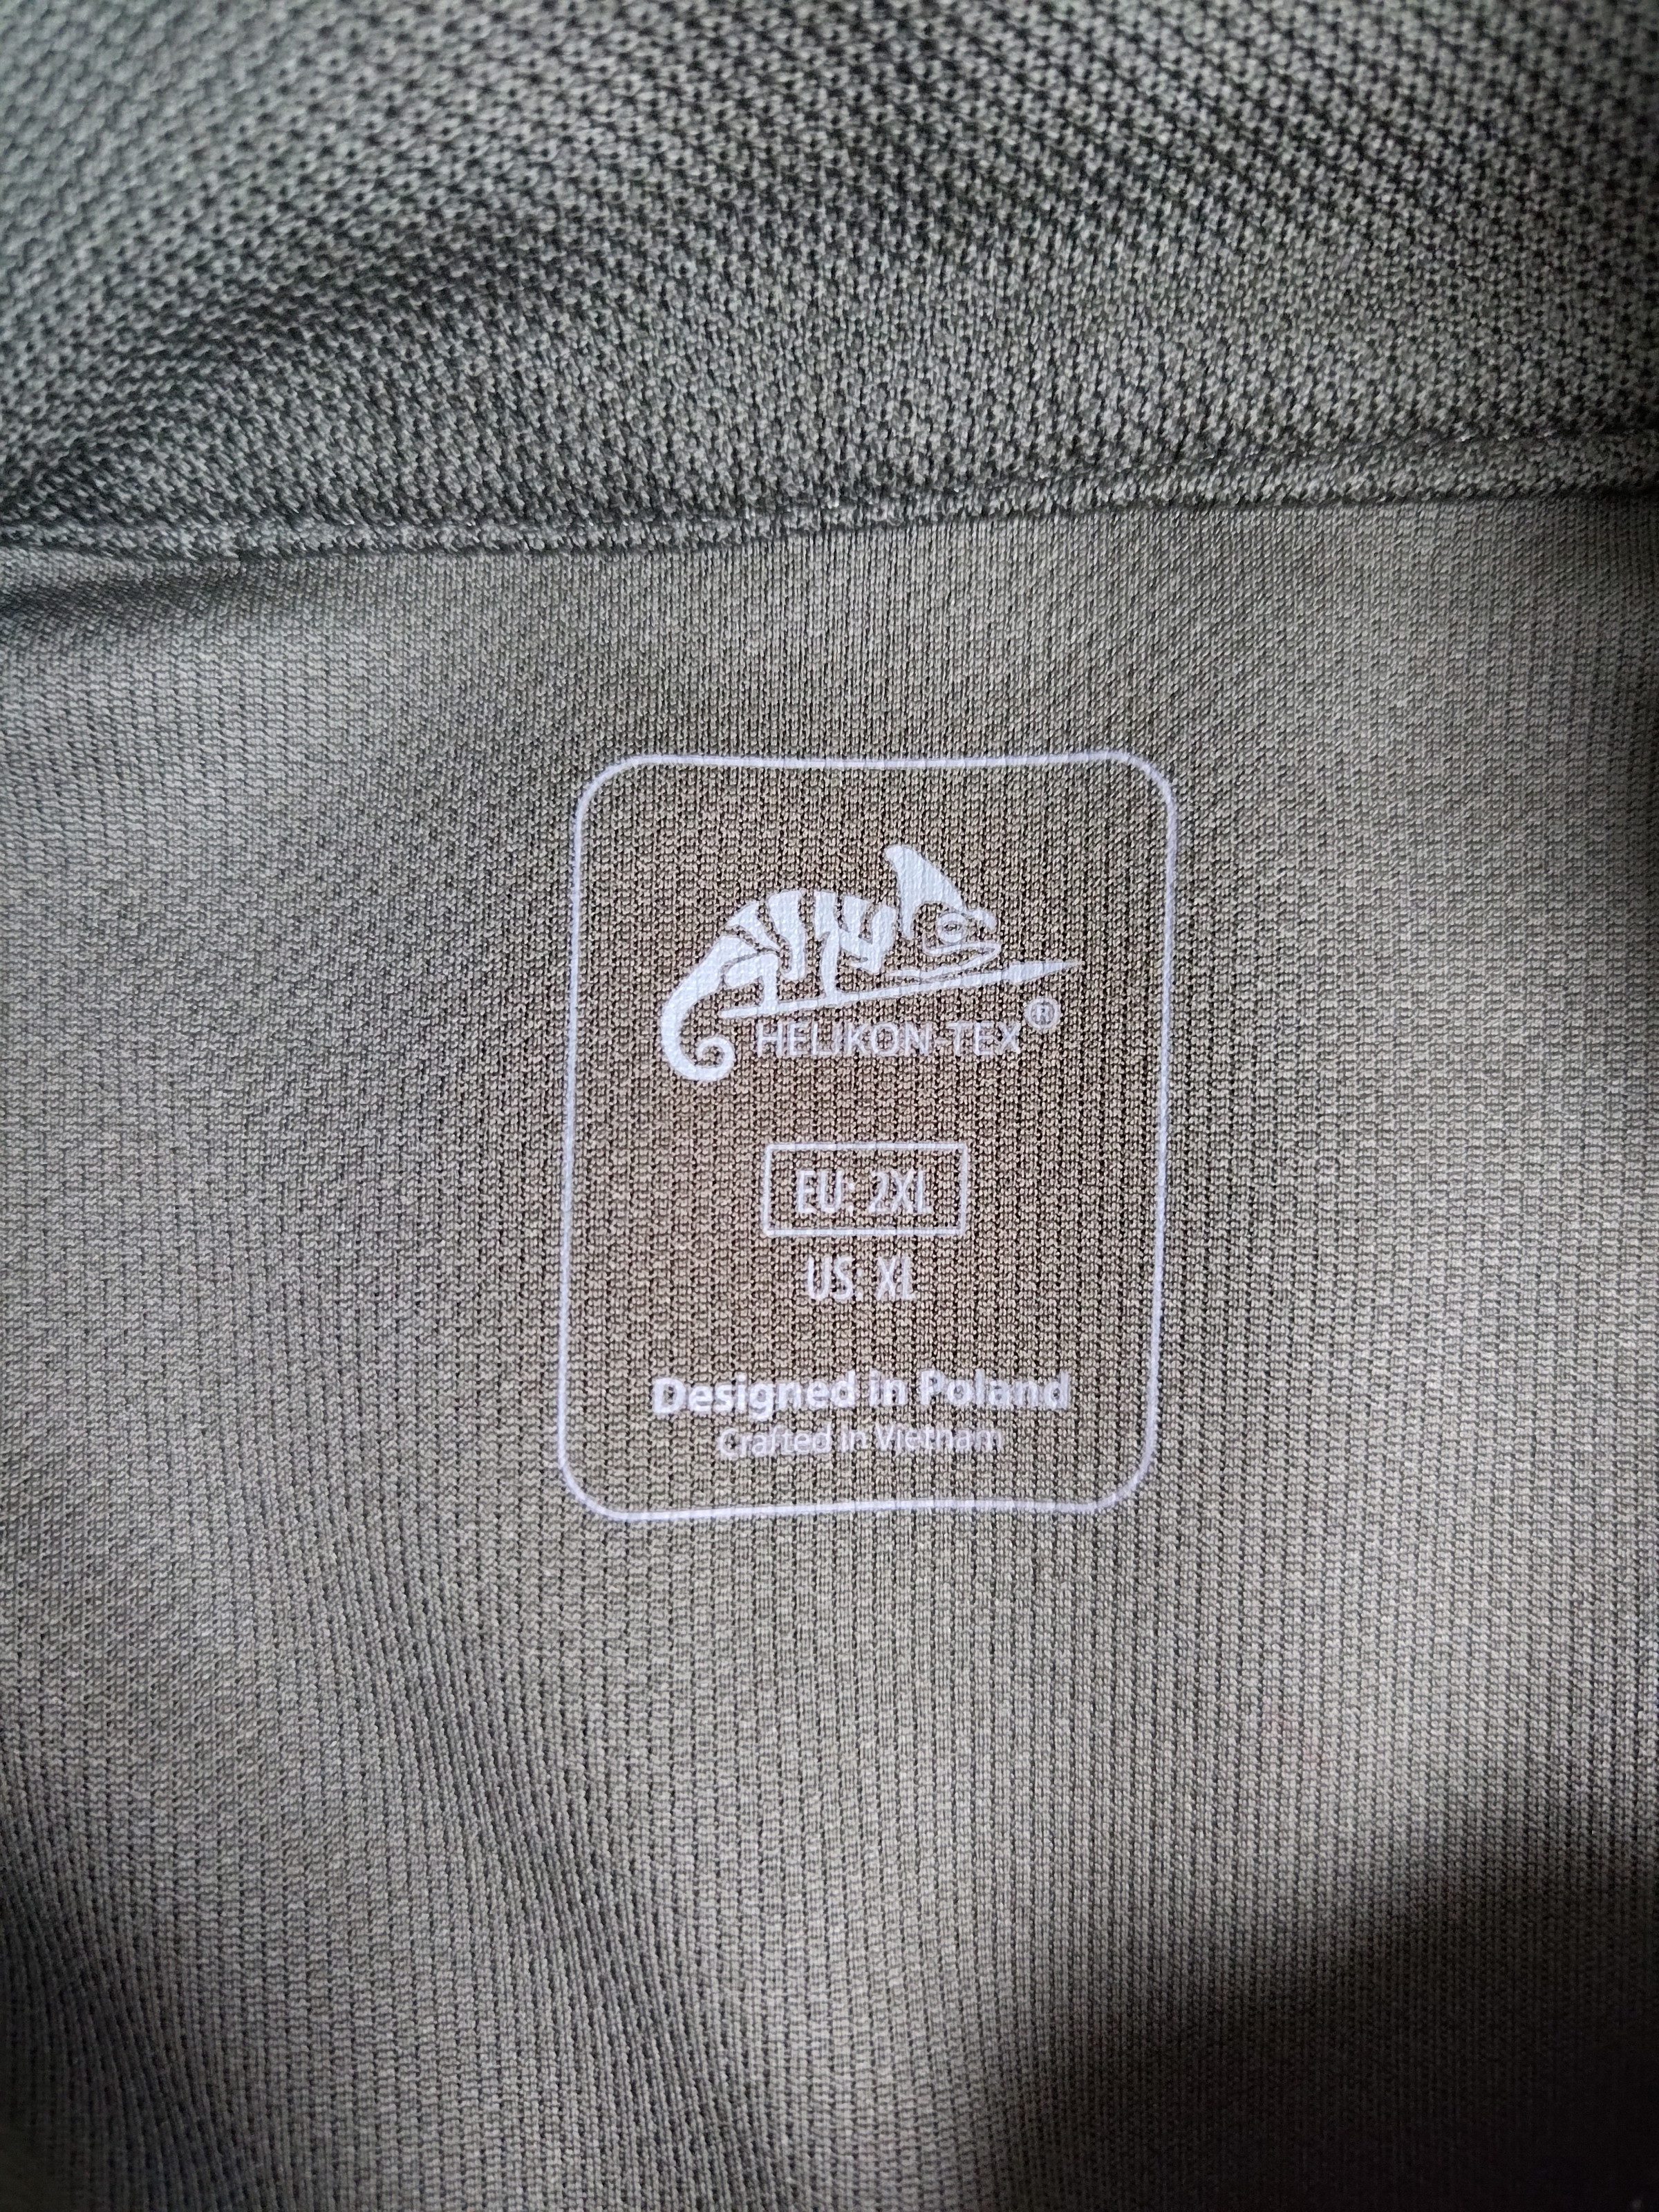 HELIKON-TEX®
EU: 2XL
US: XL
Designed in Poland
Crafted in Vietnam